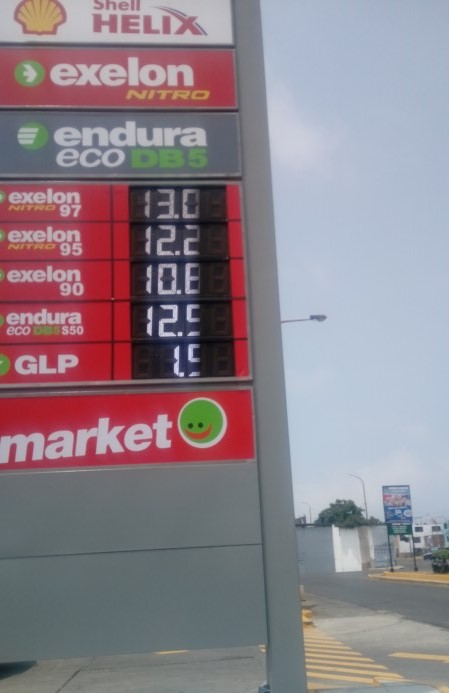 Shell
HELIX
exelon
NITRO
endura
eco DB5
exelon
NITRO 97
13.0
exelon
NITRO 95
12.2
exelon
90
10.8
endura
eco DB5 S50
12.5
GLP
1.5
market